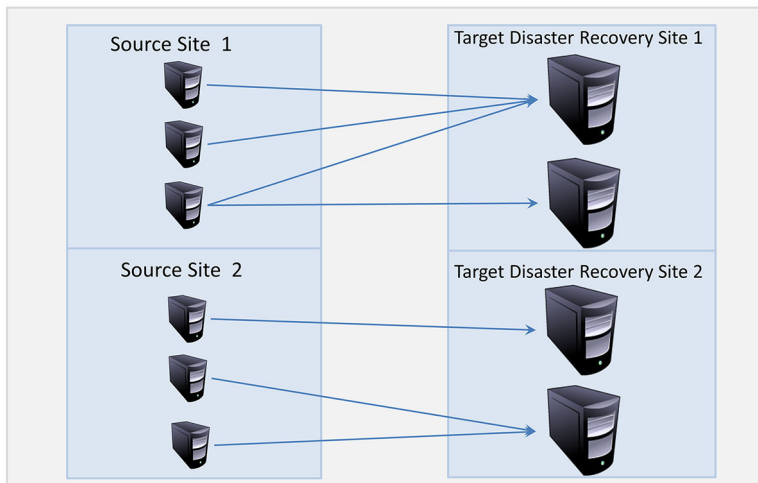 Source Site 1
Target Disaster Recovery Site 1
Source Site 2
Target Disaster Recovery Site 2